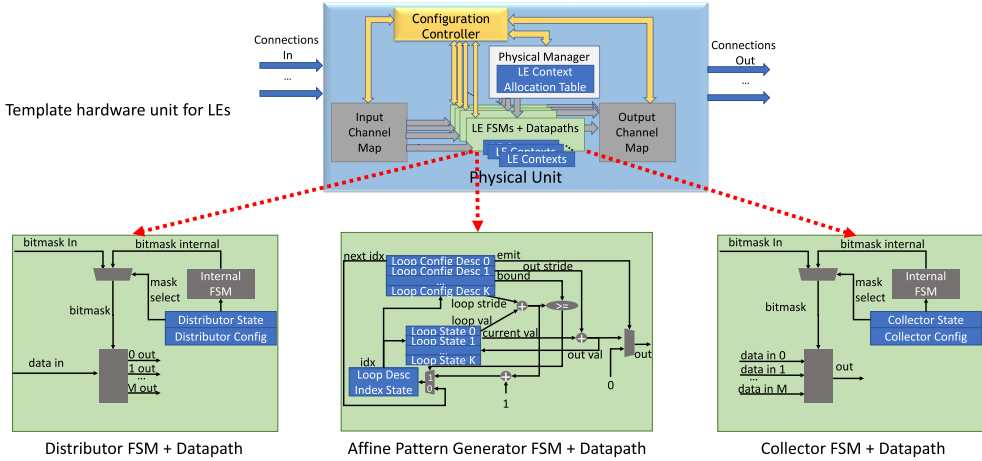 Configuration
Controller
Connections
In
...
Physical Manager
LE Context
Allocation Table
Connections
Out
...
Template hardware unit for LEs
Input
Channel
Map
LE FSMs + Datapaths
LE Contexts
LE Contexts
Output
Channel
Map
Physical Unit
bitmask In
bitmask internal
Internal
FSM
mask
select
bitmask
Distributor State
Distributor Config
data in
0 out
1 out
...
M out
Distributor FSM + Datapath
next idx
Loop Config Desc 0
Loop Config Desc 1
...
Loop Config Desc K
emit
out stride
bound
loop stride
+
>=
loop val
Loop State 0
Loop State 1
...
Loop State K
current val
+
out val
out
0
idx
Loop Desc
Index State
1
0
+
1
Affine Pattern Generator FSM + Datapath
bitmask In
bitmask internal
Internal
FSM
mask
select
bitmask
Collector State
Collector Config
data in 0
data in 1
...
data in M
out
Collector FSM + Datapath